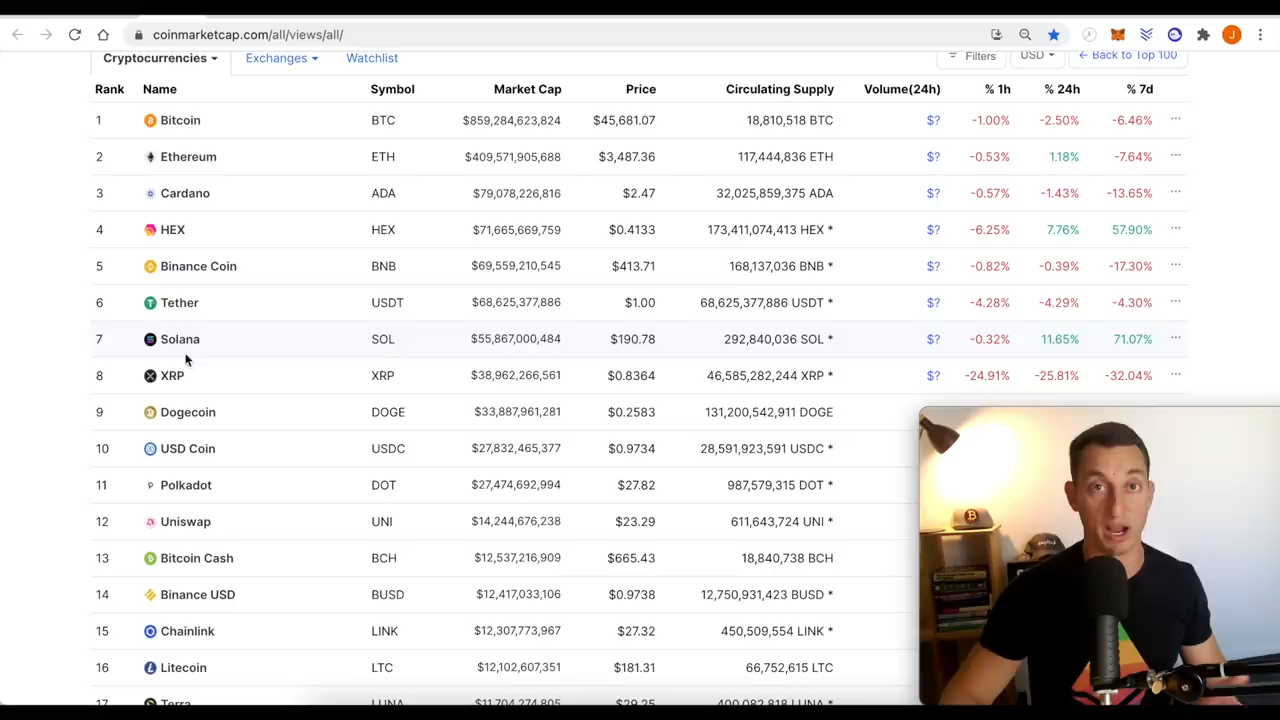 coinmarketcap.com/all/views/all/
J
Cryptocurrencies Exchanges Watchlist Filters USD ← Back to Top 100
Rank Name Symbol Market Cap Price Circulating Supply Volume(24h) % 1h % 24h % 7d
1 Bitcoin BTC $859,284,623,824 $45,681.07 18,810,518 BTC $? -1.00% -2.50% -6.46% ...
2 Ethereum ETH $409,571,905,688 $3,487.36 117,444,836 ETH $? -0.53% 1.18% -7.64% ...
3 Cardano ADA $79,078,226,816 $2.47 32,025,859,375 ADA $? -0.57% -1.43% -13.65% ...
4 HEX HEX $71,665,669,759 $0.4133 173,411,074,413 HEX * $? -6.25% 7.76% 57.90% ...
5 Binance Coin BNB $69,559,210,545 $413.71 168,137,036 BNB * $? -0.82% -0.39% -17.30% ...
6 Tether USDT $68,625,377,886 $1.00 68,625,377,886 USDT * $? -4.28% -4.29% -4.30% ...
7 Solana SOL $55,867,000,484 $190.78 292,840,036 SOL * $? -0.32% 11.65% 71.07% ...
8 XRP XRP $38,962,266,561 $0.8364 46,585,282,244 XRP * $? -24.91% -25.81% -32.04% ...
9 Dogecoin DOGE $33,887,961,281 $0.2583 131,200,542,911 DOGE
10 USD Coin USDC $27,832,465,377 $0.9734 28,591,923,591 USDC *
11 Polkadot DOT $27,474,692,994 $27.82 987,579,315 DOT *
12 Uniswap UNI $14,244,676,238 $23.29 611,643,724 UNI *
13 Bitcoin Cash BCH $12,537,216,909 $665.43 18,840,738 BCH
14 Binance USD BUSD $12,417,033,106 $0.9738 12,750,931,423 BUSD *
15 Chainlink LINK $12,307,773,967 $27.32 450,509,554 LINK *
16 Litecoin LTC $12,102,607,351 $181.31 66,752,615 LTC
17 Terra LUNA $11,704,274,805 $29.25 400,082,818 LUNA *